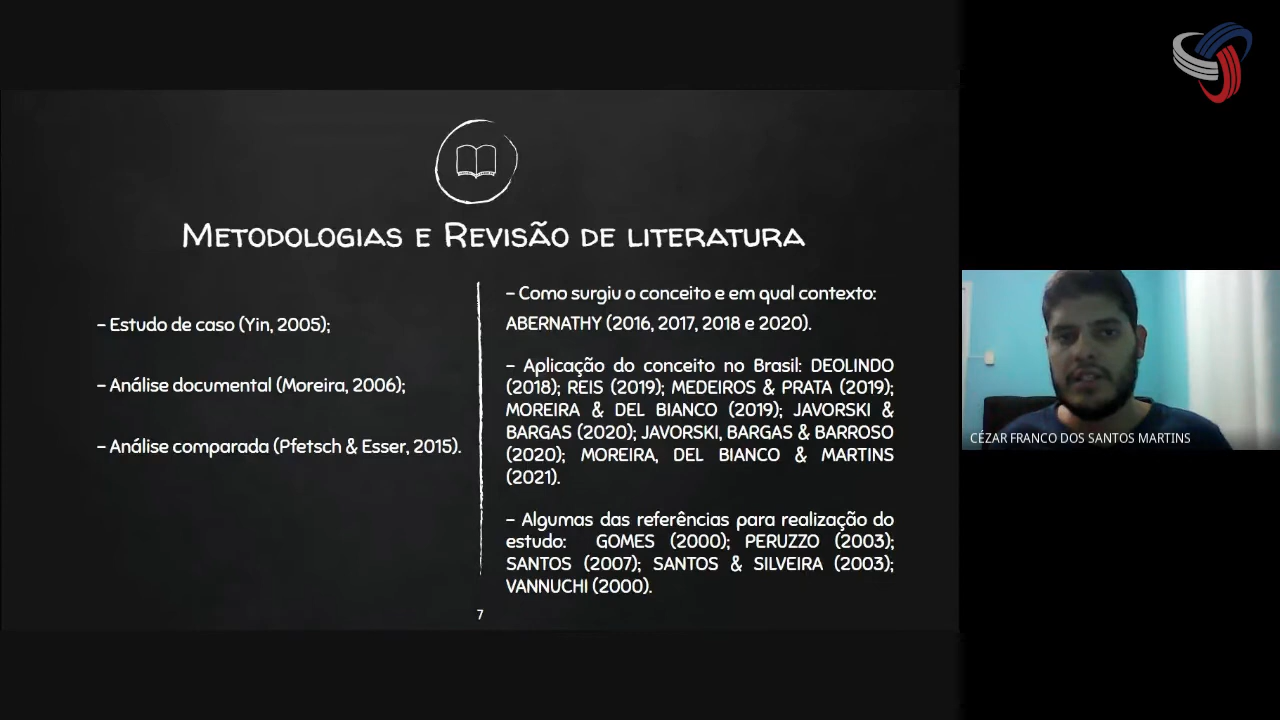 Metodologias e Revisão de literatura
– Estudo de caso (Yin, 2005);
– Análise documental (Moreira, 2006);
– Análise comparada (Pfetsch & Esser, 2015).
– Como surgiu o conceito e em qual contexto:
ABERNATHY (2016, 2017, 2018 e 2020).
– Aplicação do conceito no Brasil: DEOLINDO
(2018); REIS (2019); MEDEIROS & PRATA (2019);
MOREIRA & DEL BIANCO (2019); JAVORSKI &
BARGAS (2020); JAVORSKI, BARGAS & BARROSO
(2020); MOREIRA, DEL BIANCO & MARTINS
(2021).
– Algumas das referências para realização do
estudo: GOMES (2000); PERUZZO (2003);
SANTOS (2007); SANTOS & SILVEIRA (2003);
VANNUCHI (2000).
7
CÉZAR FRANCO DOS SANTOS MARTINS